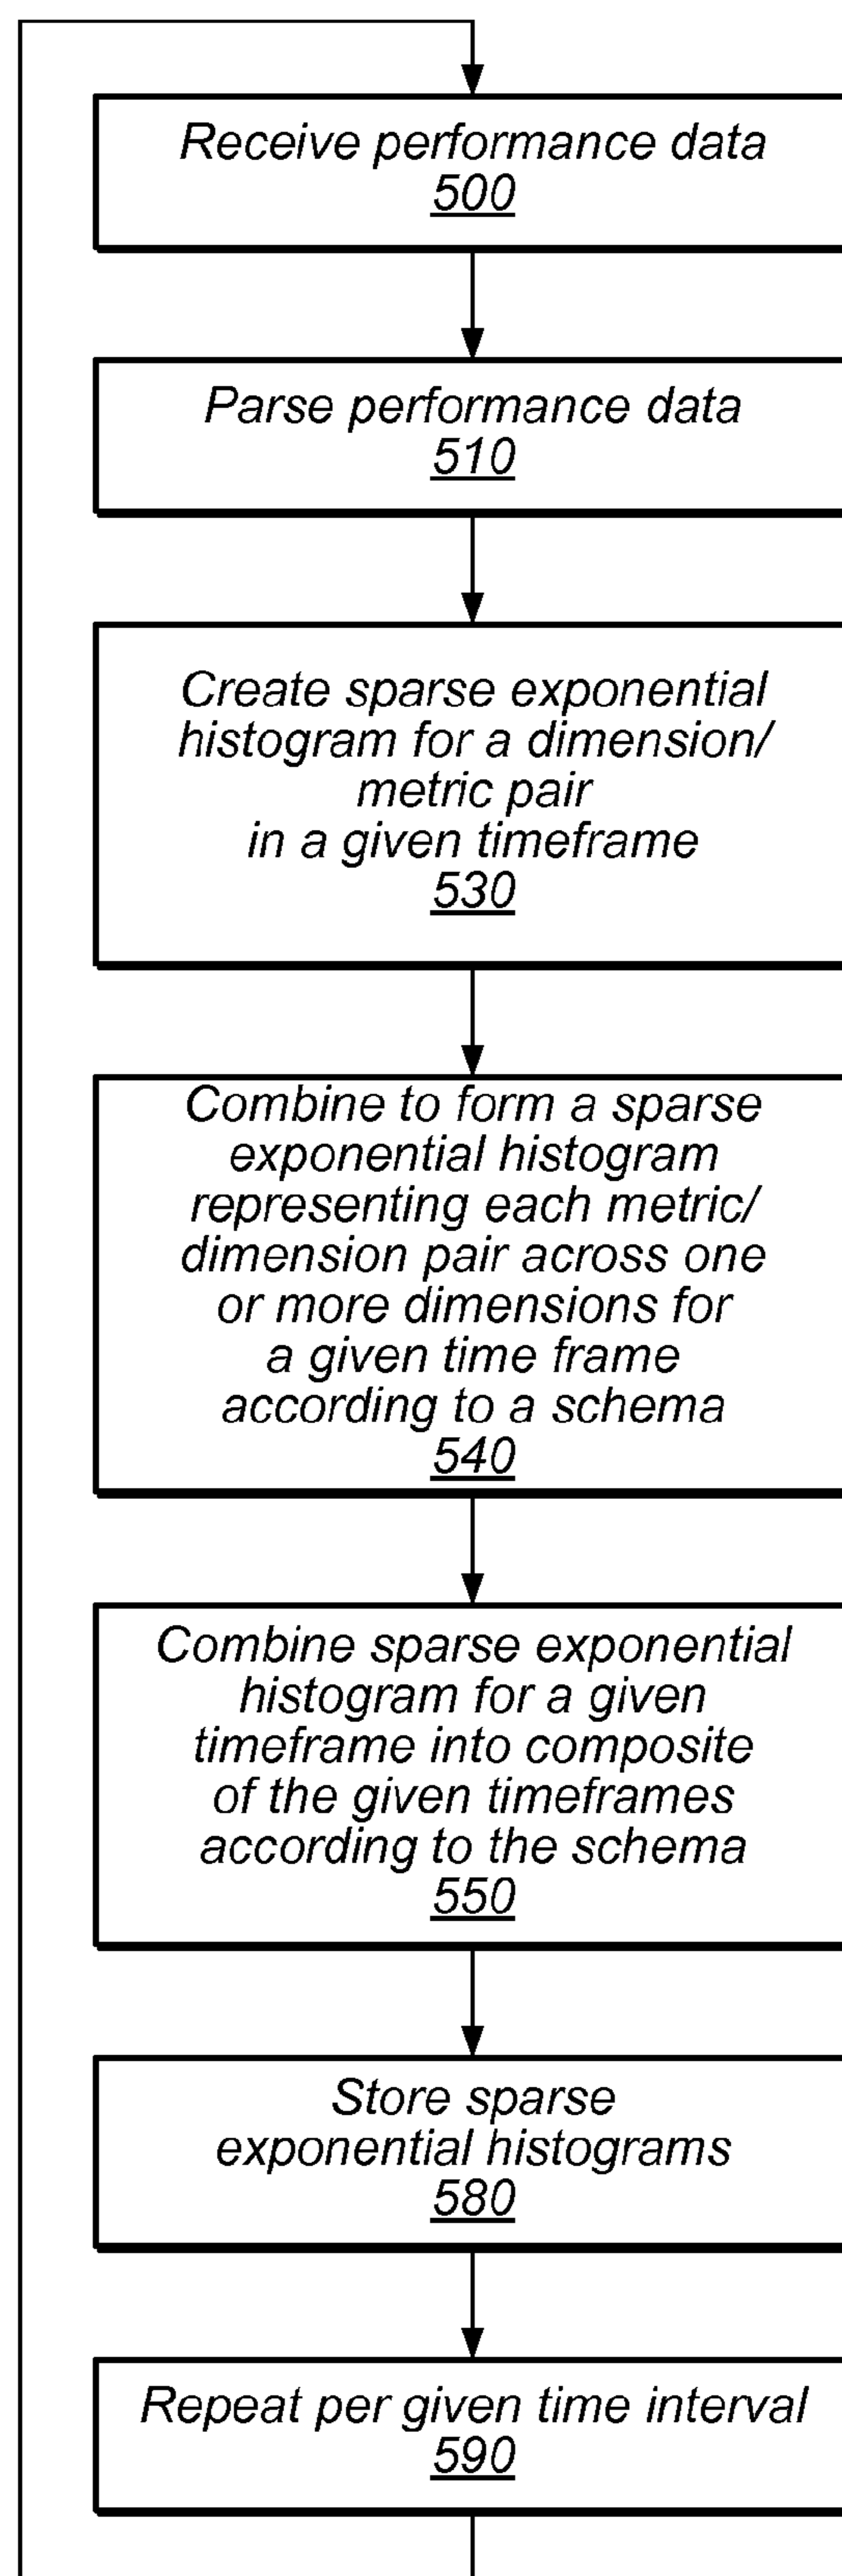 Receive performance data
500
Parse performance data
510
Create sparse exponential
histogram for a dimension/
metric pair
in a given timeframe
530
Combine to form a sparse
exponential histogram
representing each metric/
dimension pair across one
or more dimensions for
a given time frame
according to a schema
540
Combine sparse exponential
histogram for a given
timeframe into composite
of the given timeframes
according to the schema
550
Store sparse
exponential histograms
580
Repeat per given time interval
590